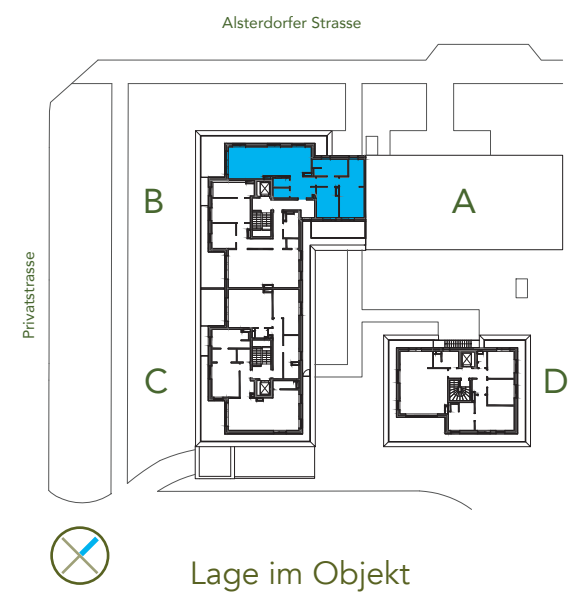 Alsterdorfer Strasse
B
A
Privatstrasse
C
D
Lage im Objekt